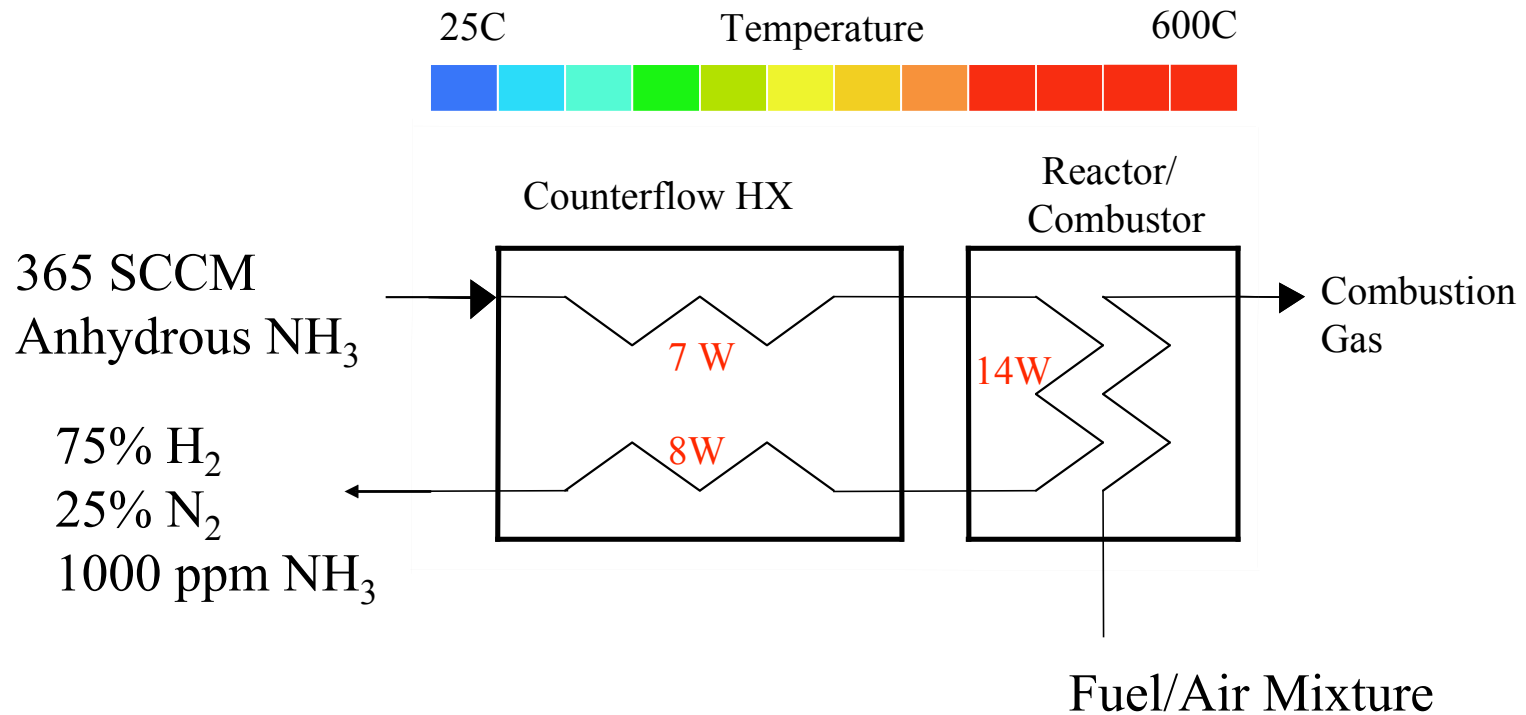 25C
Temperature
600C
Counterflow HX
Reactor/
Combustor
365 SCCM
Anhydrous NH₃
7 W
14W
Combustion
Gas
75% H₂
25% N₂
1000 ppm NH₃
8W
Fuel/Air Mixture